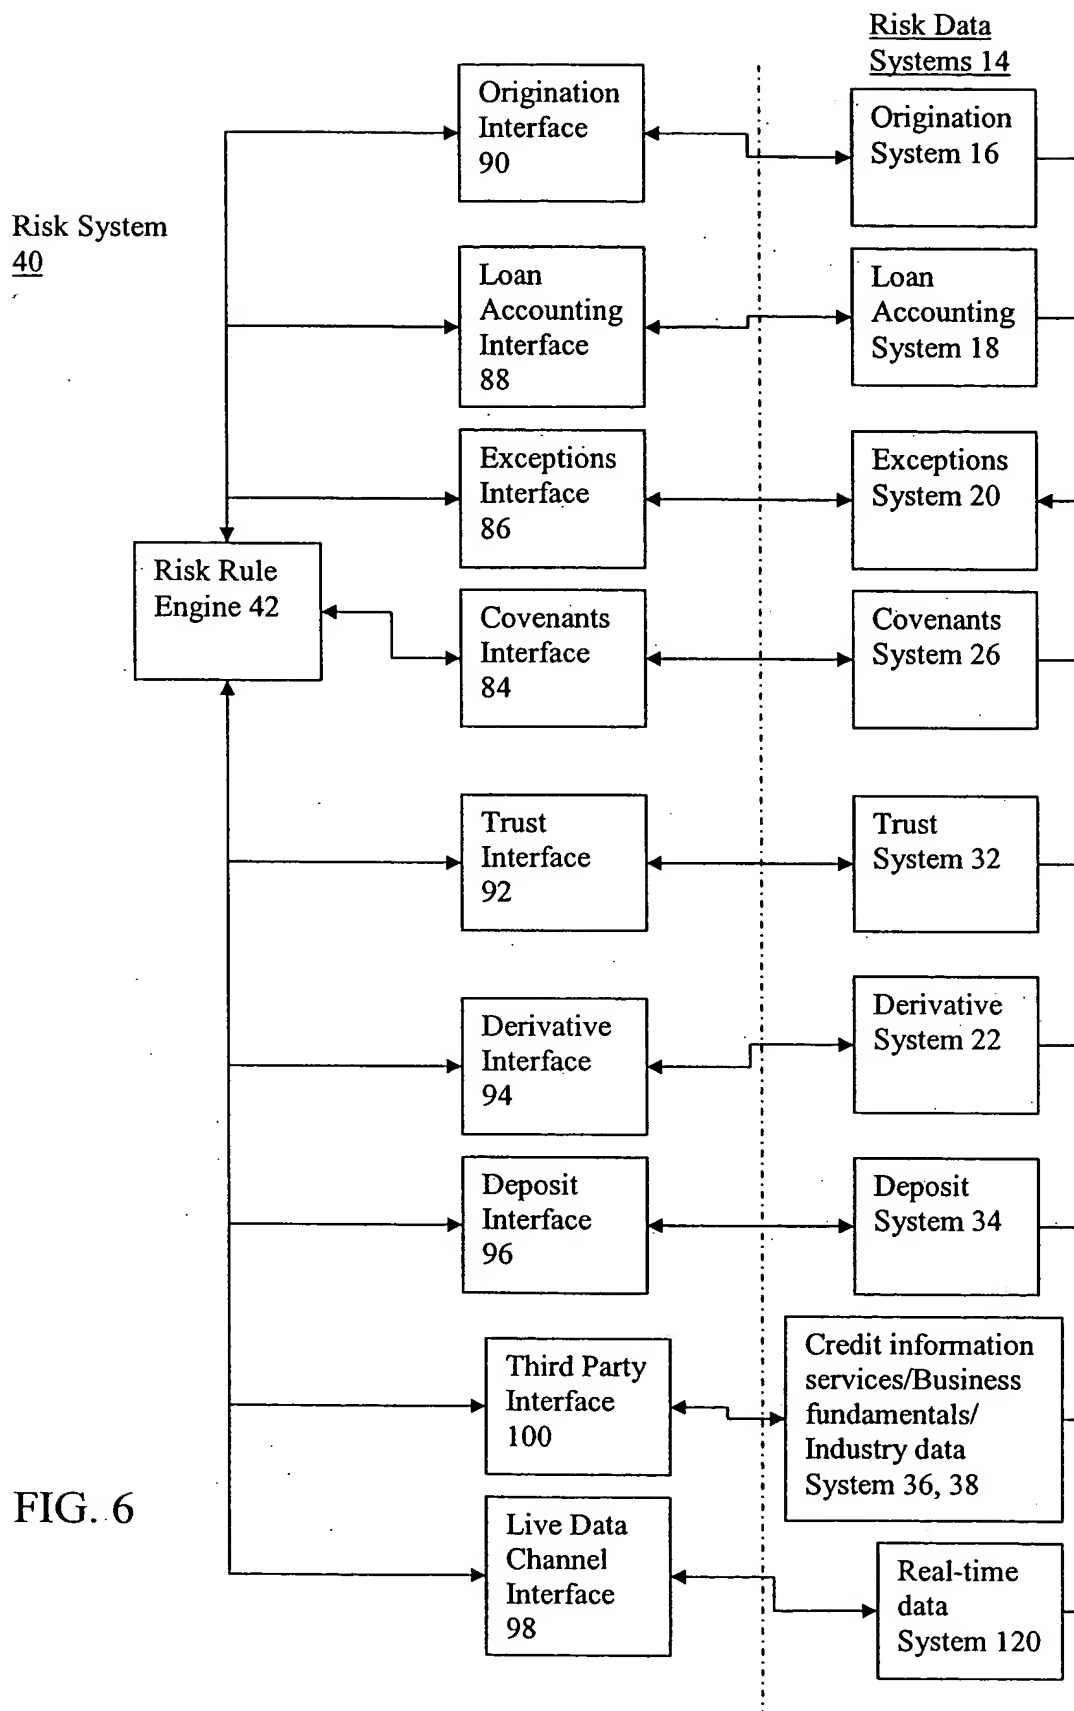 Risk Data
Systems 14
Origination
Interface
90
Origination
System 16
Risk System
40
Loan
Accounting
Interface
88
Loan
Accounting
System 18
Exceptions
Interface
86
Exceptions
System 20
Risk Rule
Engine 42
Covenants
Interface
84
Covenants
System 26
Trust
Interface
92
Trust
System 32
Derivative
Interface
94
Derivative
System 22
Deposit
Interface
96
Deposit
System 34
Third Party
Interface
100
Credit information
services/Business
fundamentals/
Industry data
System 36, 38
FIG. 6
Live Data
Channel
Interface
98
Real-time
data
System 120